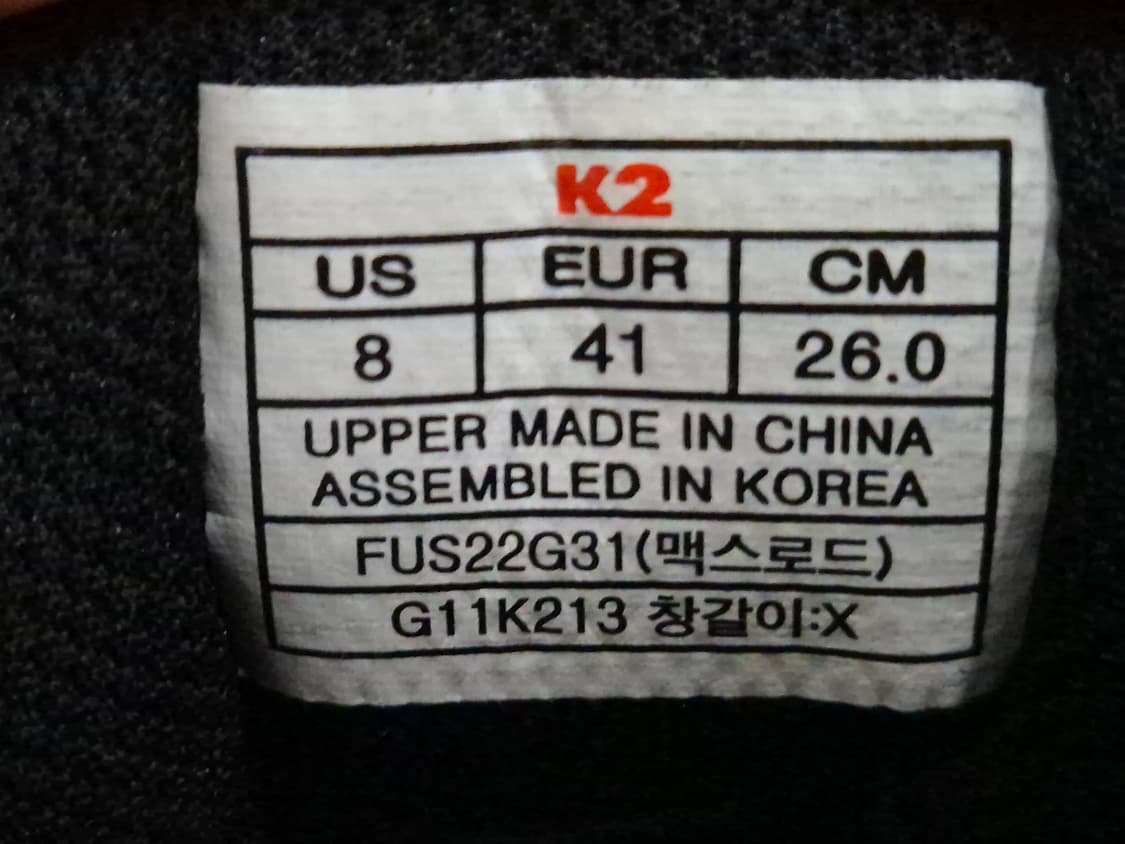 K2
US EUR CM
8 41 26.0
UPPER MADE IN CHINA
ASSEMBLED IN KOREA
FUS22G31(맥스로드)
G11K213 창갈이:X